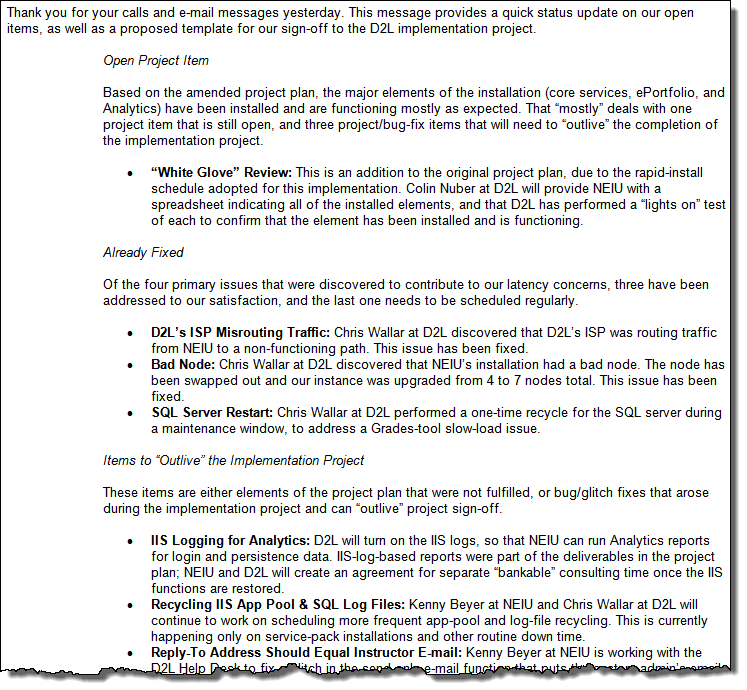 Thank you for your calls and e-mail messages yesterday. This message provides a quick status update on our open
items, as well as a proposed template for our sign-off to the D2L implementation project.
Open Project Item
Based on the amended project plan, the major elements of the installation (core services, ePortfolio, and
Analytics) have been installed and are functioning mostly as expected. That “mostly” deals with one
project item that is still open, and three project/bug-fix items that will need to “outlive” the completion of
the implementation project.
• “White Glove” Review: This is an addition to the original project plan, due to the rapid-install
schedule adopted for this implementation. Colin Nuber at D2L will provide NEIU with a
spreadsheet indicating all of the installed elements, and that D2L has performed a “lights on” test
of each to confirm that the element has been installed and is functioning.
Already Fixed
Of the four primary issues that were discovered to contribute to our latency concerns, three have been
addressed to our satisfaction, and the last one needs to be scheduled regularly.
• D2L’s ISP Misrouting Traffic: Chris Wallar at D2L discovered that D2L’s ISP was routing traffic
from NEIU to a non-functioning path. This issue has been fixed.
• Bad Node: Chris Wallar at D2L discovered that NEIU’s installation had a bad node. The node has
been swapped out and our instance was upgraded from 4 to 7 nodes total. This issue has been
fixed.
• SQL Server Restart: Chris Wallar at D2L performed a one-time recycle for the SQL server during
a maintenance window, to address a Grades-tool slow-load issue.
Items to “Outlive” the Implementation Project
These items are either elements of the project plan that were not fulfilled, or bug/glitch fixes that arose
during the implementation project and can “outlive” project sign-off.
• IIS Logging for Analytics: D2L will turn on the IIS logs, so that NEIU can run Analytics reports
for login and persistence data. IIS-log-based reports were part of the deliverables in the project
plan; NEIU and D2L will create an agreement for separate “bankable” consulting time once the IIS
functions are restored.
• Recycling IIS App Pool & SQL Log Files: Kenny Beyer at NEIU and Chris Wallar at D2L will
continue to work on scheduling more frequent app-pool and log-file recycling. This is currently
happening only on service-pack installations and other routine down time.
• Reply-To Address Should Equal Instructor E-mail: Kenny Beyer at NEIU is working with the
D2L Help Desk to fix in the e-mail function that puts